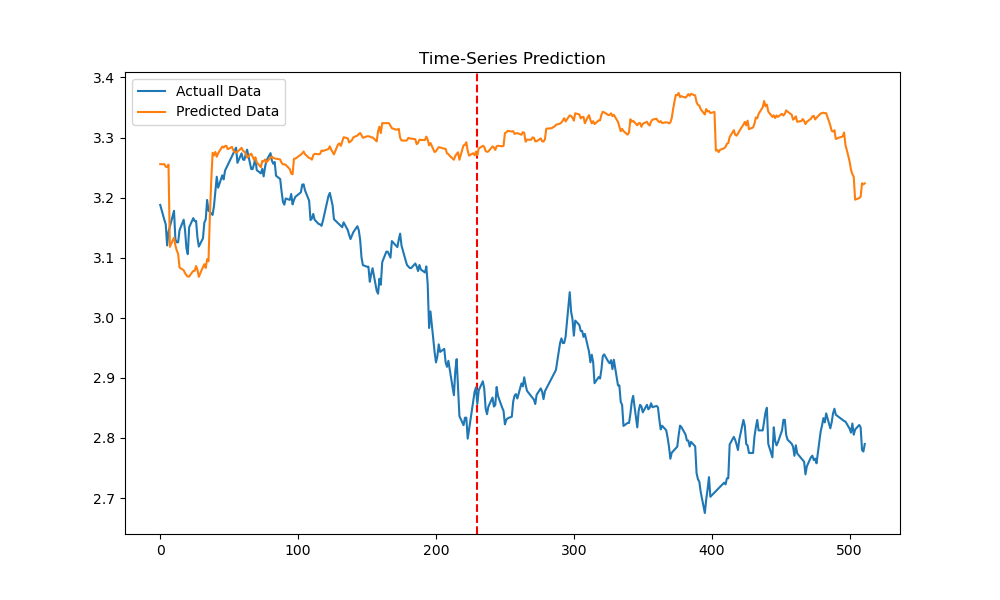 Time-Series Prediction
Actuall Data
Predicted Data
3.4
3.3
3.2
3.1
3.0
2.9
2.8
2.7
0 100 200 300 400 500